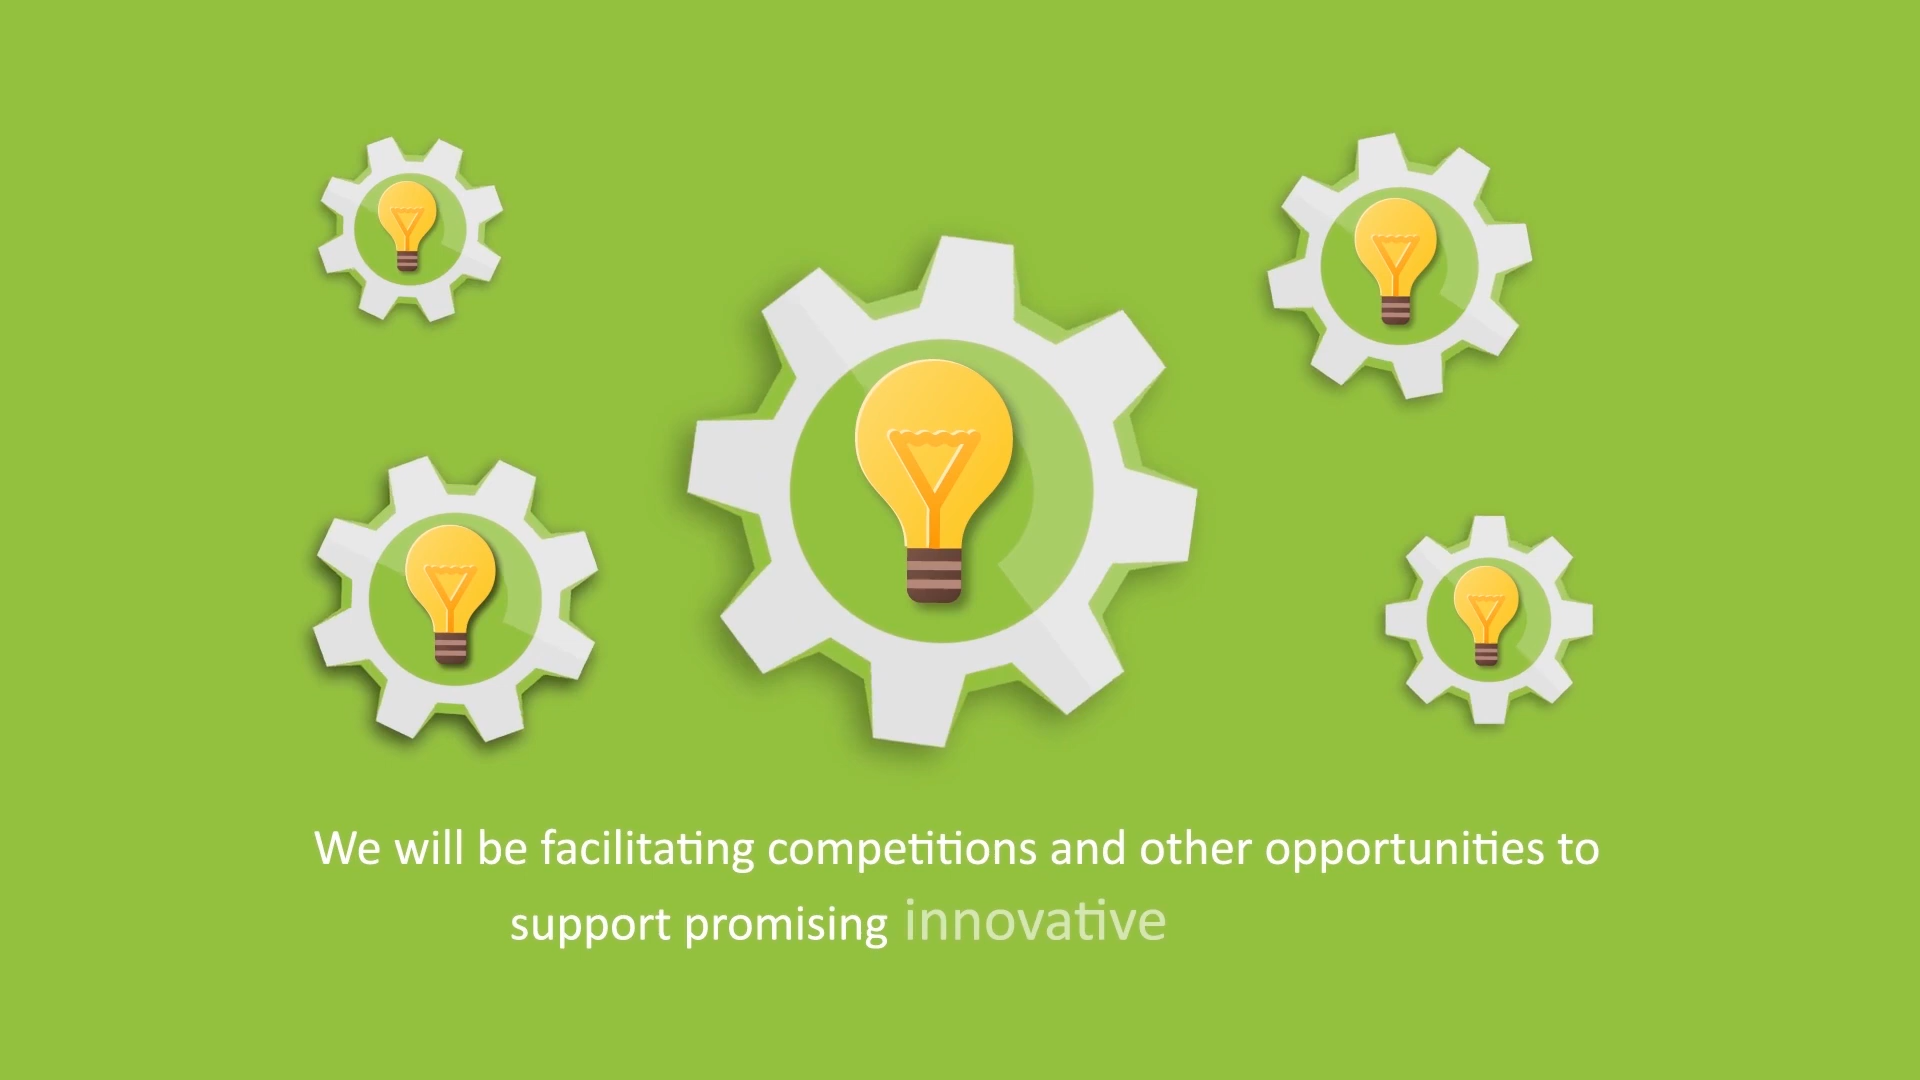 We will be facilitating competitions and other opportunities to
support promising innovative